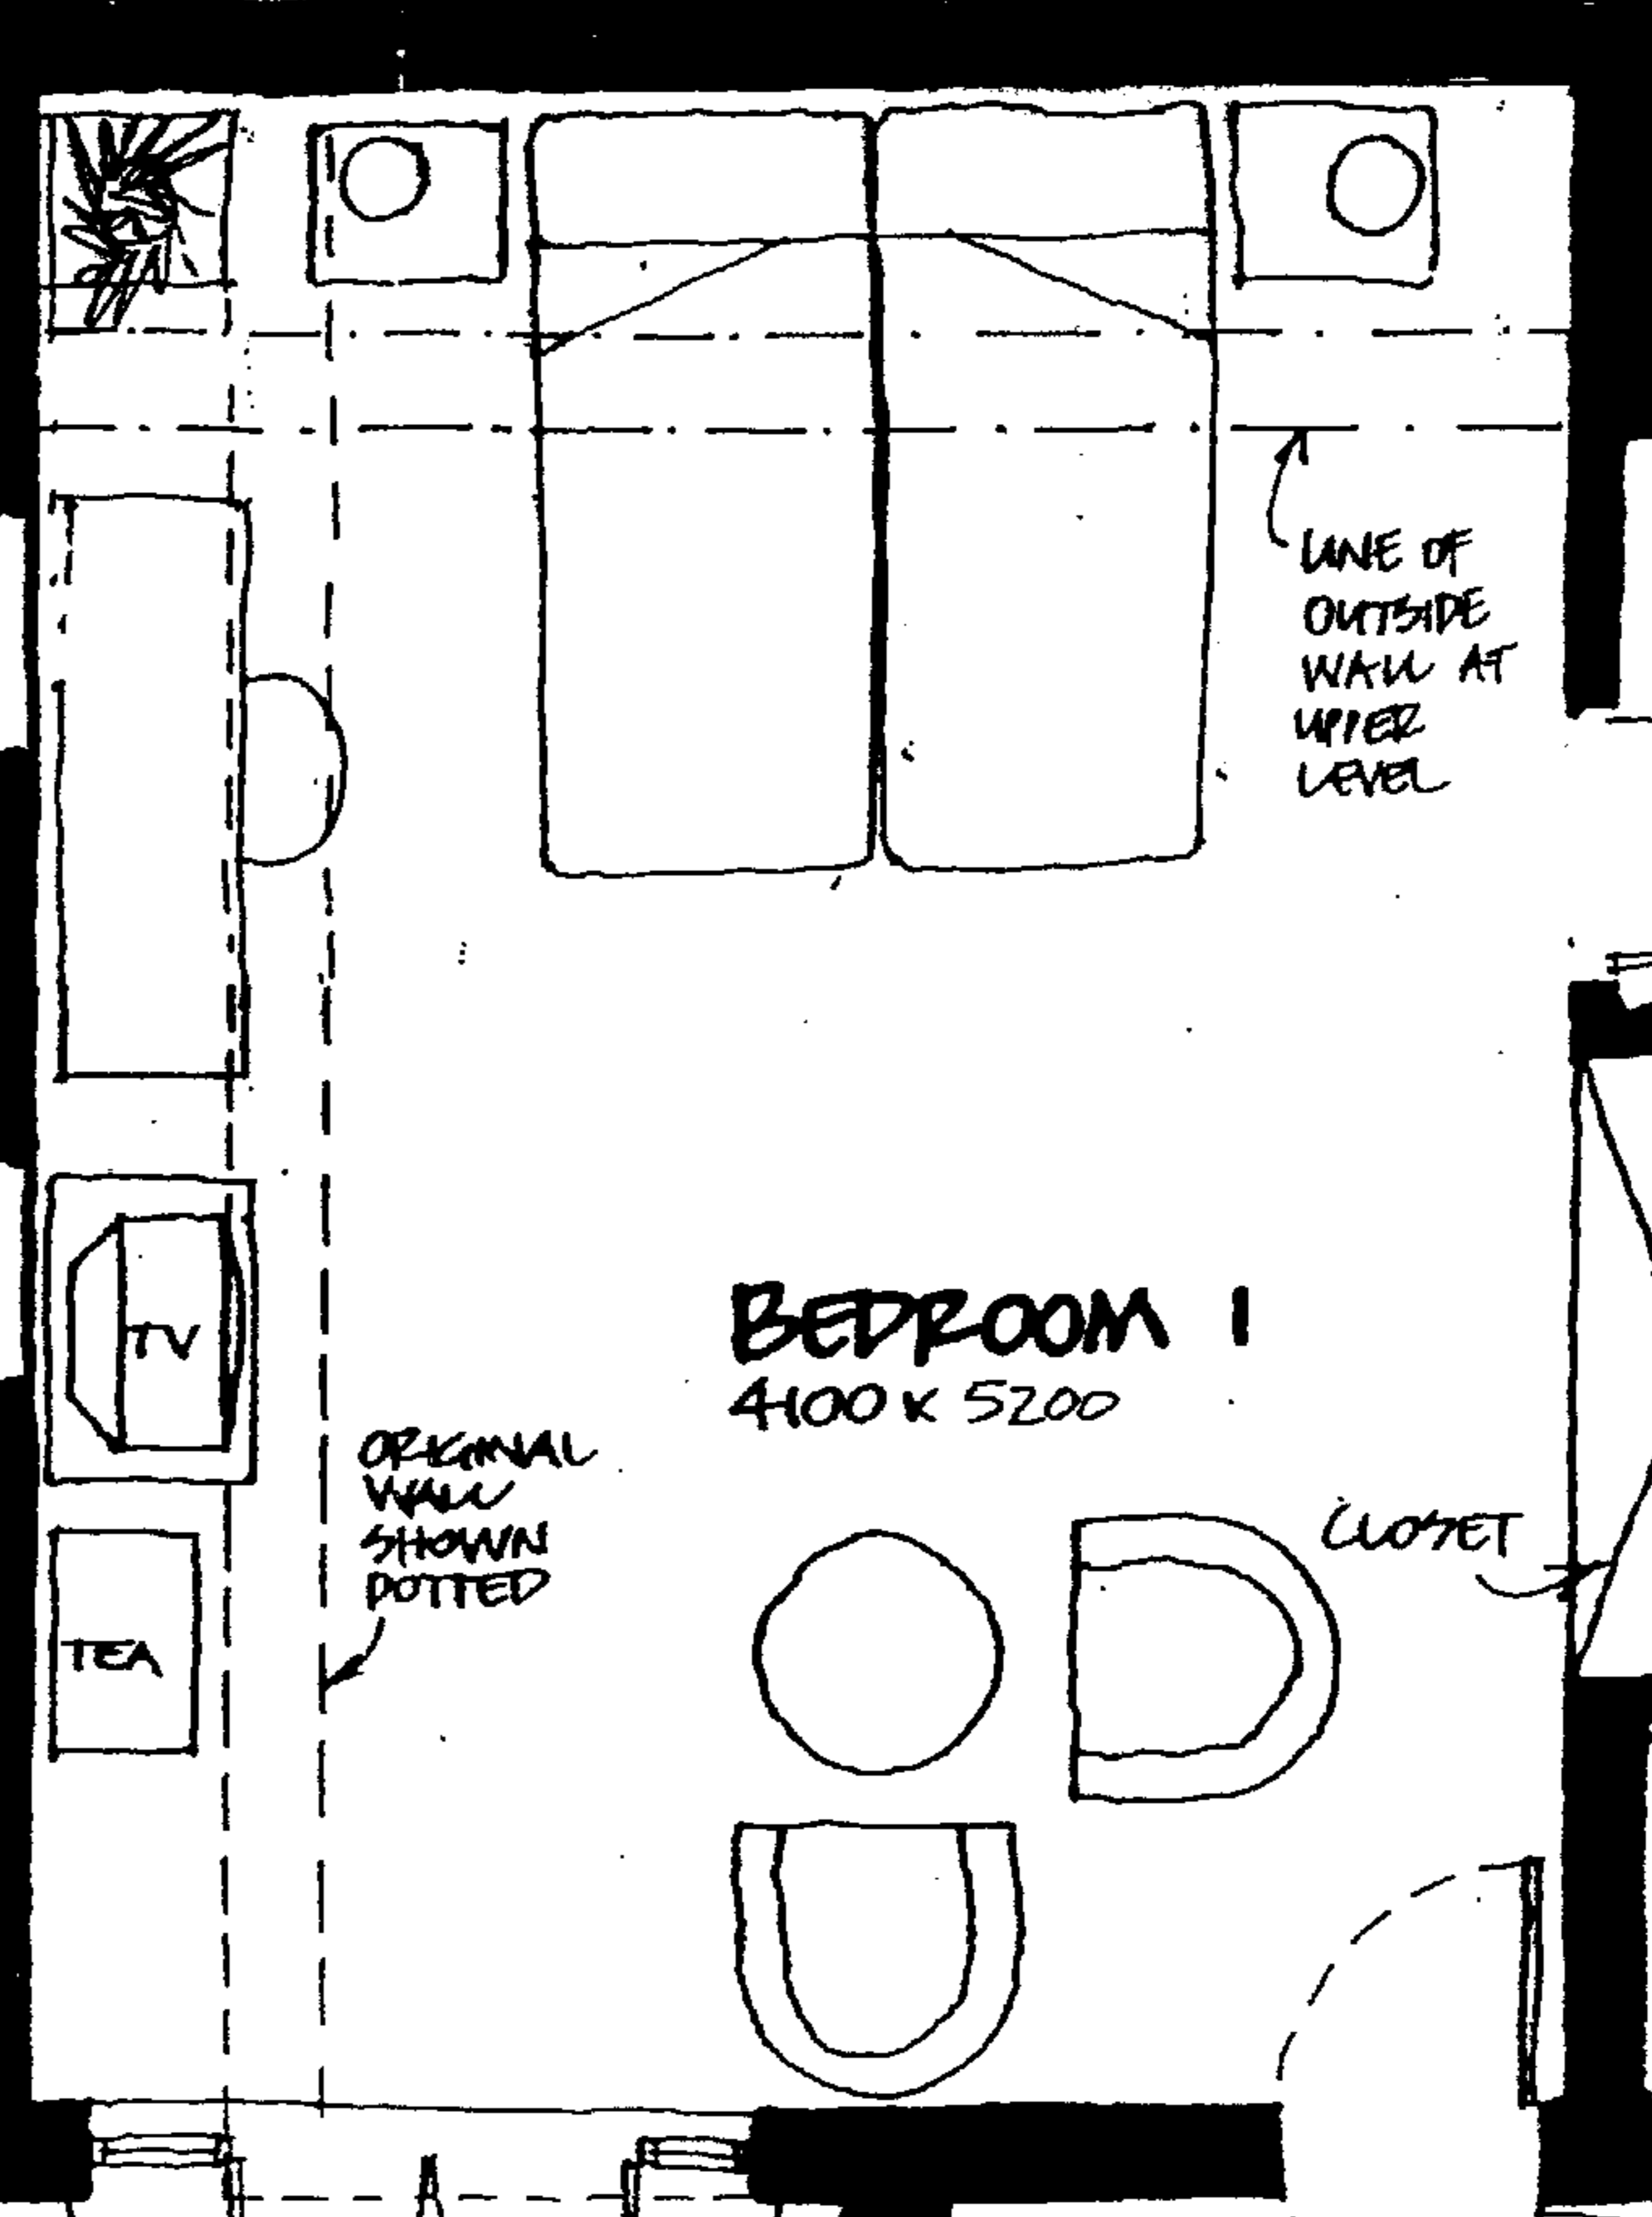 LINE OF
OUTSIDE
WALL AT
UPPER
LEVEL
TV
BEDROOM 1
4100 x 5200
ORIGINAL
WALL
SHOWN
DOTTED
CLOSET
TEA